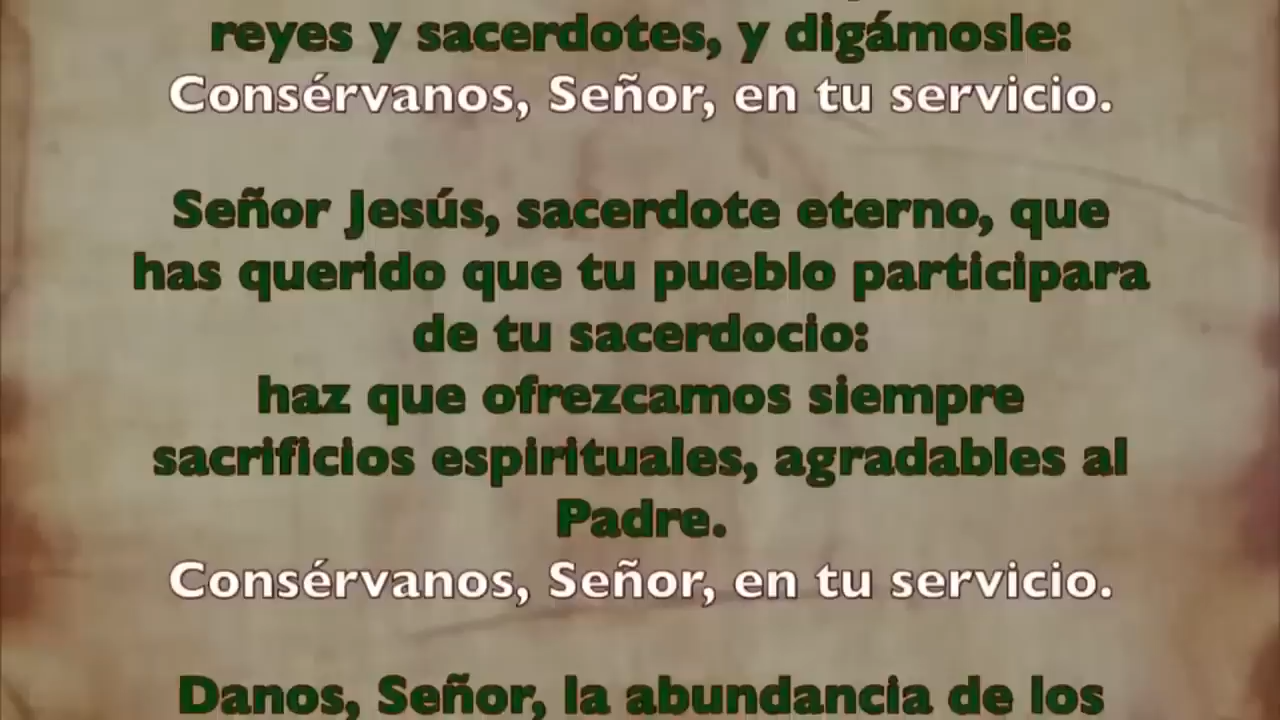 reyes y sacerdotes, y digámosle:
Consérvanos, Señor, en tu servicio.
Señor Jesús, sacerdote eterno, que
has querido que tu pueblo participara
de tu sacerdocio:
haz que ofrezcamos siempre
sacrificios espirituales, agradables al
Padre.
Consérvanos, Señor, en tu servicio.
Danos, Señor, la abundancia de los